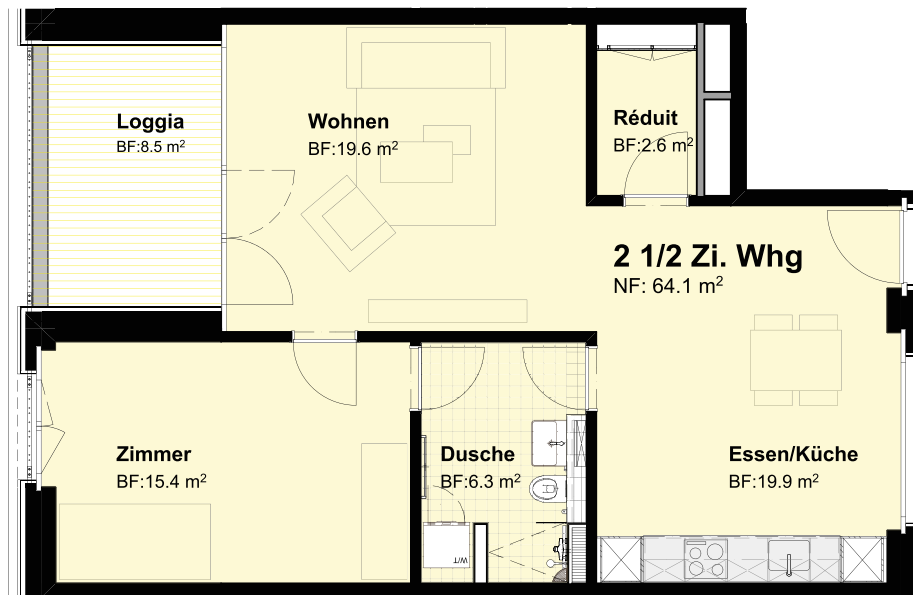 Loggia
BF:8.5 m²
Wohnen
BF:19.6 m²
Réduit
BF:2.6 m²
2 1/2 Zi. Whg
NF: 64.1 m²
Zimmer
BF:15.4 m²
Dusche
BF:6.3 m²
Essen/Küche
BF:19.9 m²
W/T